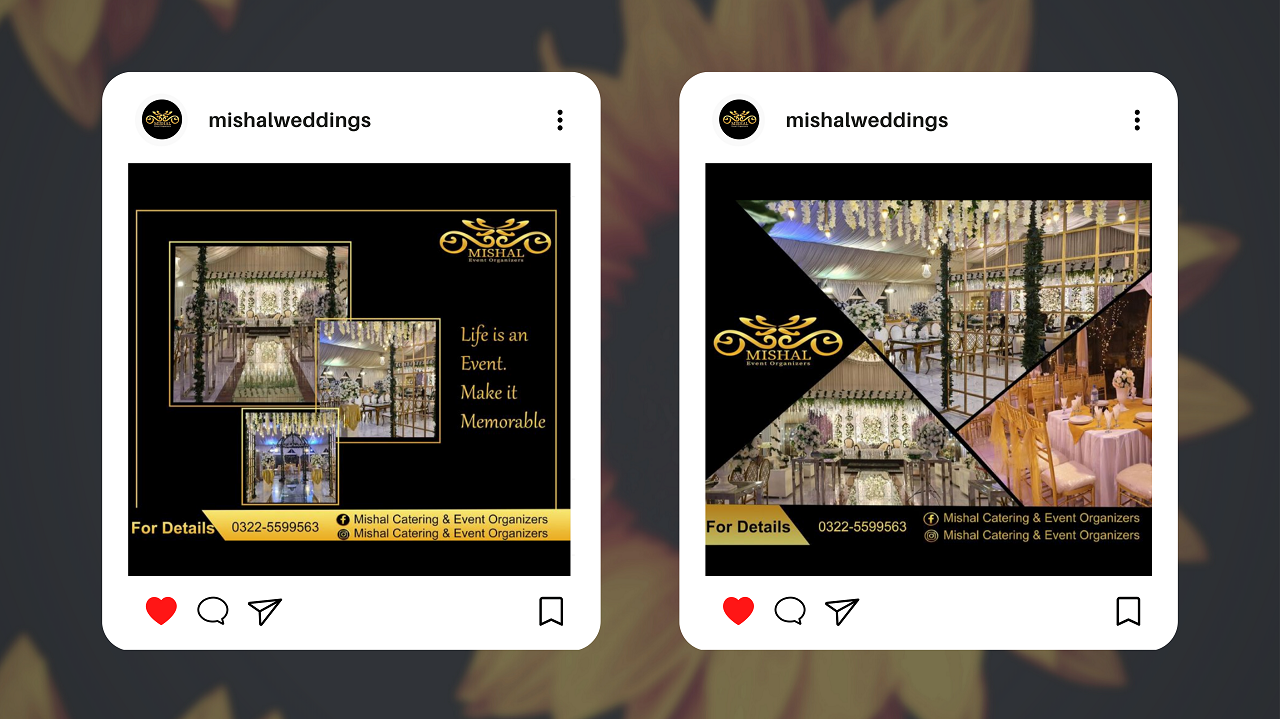 mishalweddings
MISHAL
Event Organizers
Life is an
Event.
Make it
Memorable
For Details
0322-5599563
Mishal Catering & Event Organizers
Mishal Catering & Event Organizers
mishalweddings
MISHAL
Event Organizers
For Details
0322-5599563
Mishal Catering & Event Organizers
Mishal Catering & Event Organizers